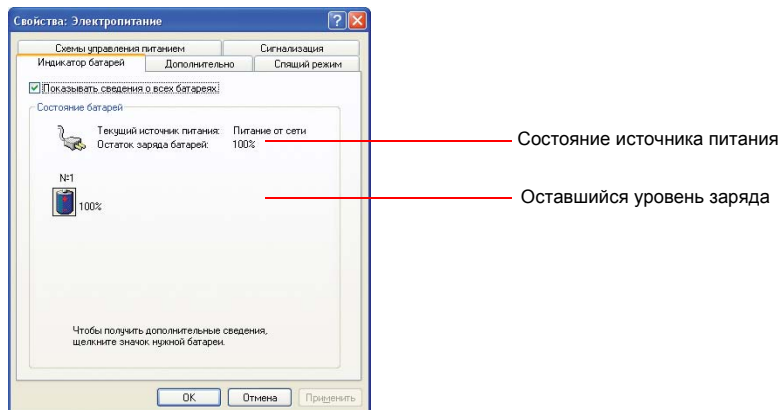 Свойства: Электропитание
Схемы управления питанием Сигнализация
Индикатор батарей Дополнительно Спящий режим
Показывать сведения о всех батареях.
Состояние батарей
Текущий источник питания: Питание от сети
Остаток заряда батарей: 100%
Состояние источника питания
№1
100%
Оставшийся уровень заряда
Чтобы получить дополнительные сведения,
щелкните значок нужной батареи.
ОК Отмена Применить